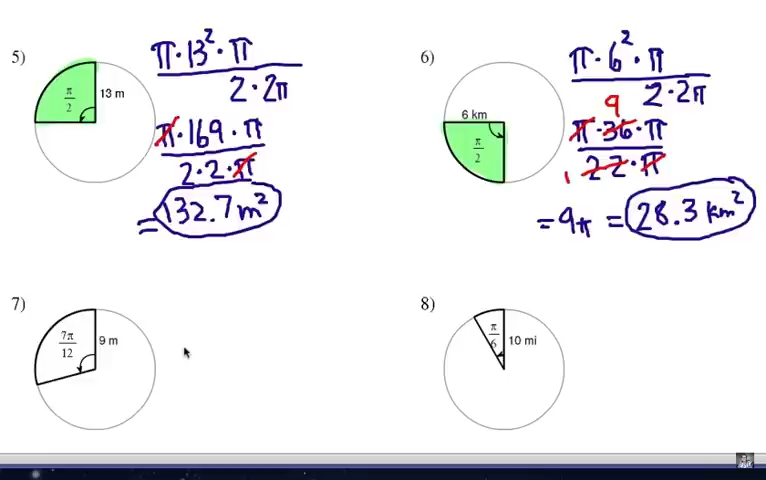 5)
π/2
13 m
π·13²·π
2·2π
π·169·π
2·2·π
= 132.7 m²
6)
6 km
π/2
π·6²·π
2·2π
9
π·36·π
1 2·2·π
= 9π = 28.3 km²
7)
7π/12
9 m
8)
π/6
10 mi